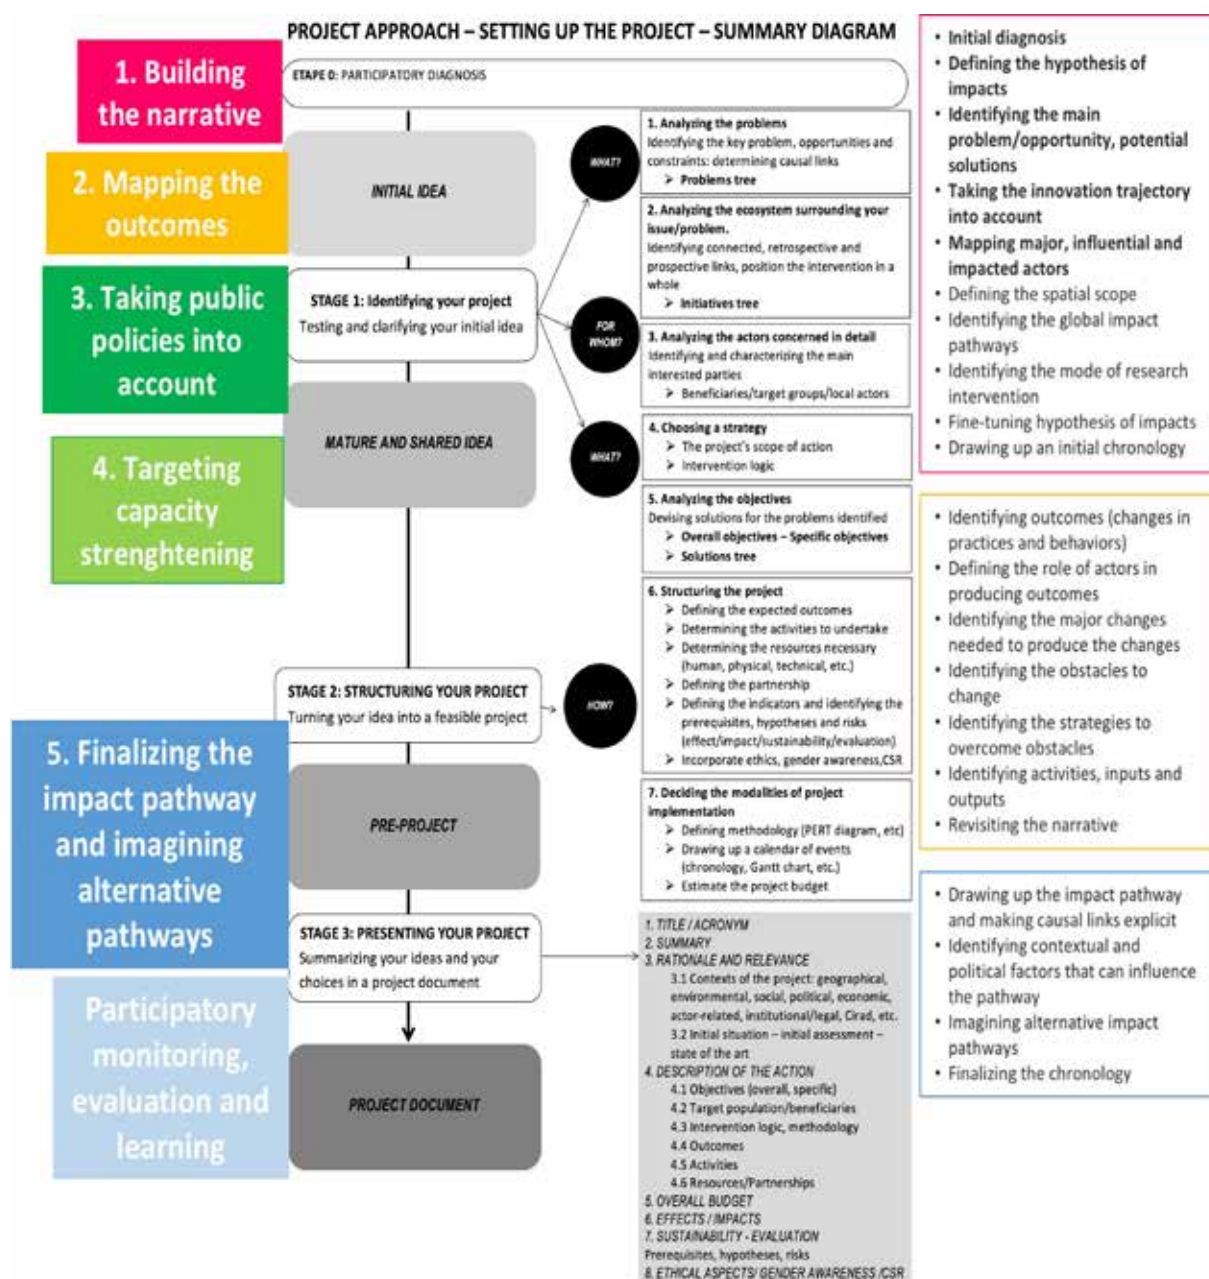 PROJECT APPROACH – SETTING UP THE PROJECT – SUMMARY DIAGRAM
1. Building
the narrative
2. Mapping the
outcomes
3. Taking public
policies into
account
4. Targeting
capacity
strenghtening
5. Finalizing the
impact pathway
and imagining
alternative
pathways
Participatory
monitoring,
evaluation and
learning
ETAPE 0: PARTICIPATORY DIAGNOSIS
INITIAL IDEA
STAGE 1: Identifying your project
Testing and clarifying your initial idea
MATURE AND SHARED IDEA
STAGE 2: STRUCTURING YOUR PROJECT
Turning your idea into a feasible project
PRE-PROJECT
STAGE 3: PRESENTING YOUR PROJECT
Summarizing your ideas and your
choices in a project document
PROJECT DOCUMENT
WHAT?
FOR
WHOM?
WHAT?
HOW?
1. Analyzing the problems
Identifying the key problem, opportunities and
constraints: determining causal links
➢ Problems tree
2. Analyzing the ecosystem surrounding your
issue/problem.
Identifying connected, retrospective and
prospective links, position the intervention in a
whole
➢ Initiatives tree
3. Analyzing the actors concerned in detail
Identifying and characterizing the main
interested parties
➢ Beneficiaries/target groups/local actors
4. Choosing a strategy
➢ The project's scope of action
➢ Intervention logic
5. Analyzing the objectives
Devising solutions for the problems identified
➢ Overall objectives – Specific objectives
➢ Solutions tree
6. Structuring the project
➢ Defining the expected outcomes
➢ Determining the activities to undertake
➢ Determining the resources necessary
(human, physical, technical, etc.)
➢ Defining the partnership
➢ Defining the indicators and identifying the
prerequisites, hypotheses and risks
(effect/impact/sustainability/evaluation)
➢ Incorporate ethics, gender awareness,CSR
7. Deciding the modalities of project
implementation
➢ Defining methodology (PERT diagram, etc)
➢ Drawing up a calendar of events
(chronology, Gantt chart, etc.)
➢ Estimate the project budget
1. TITLE / ACRONYM
2. SUMMARY
3. RATIONALE AND RELEVANCE
3.1 Contexts of the project: geographical,
environmental, social, political, economic,
actor-related, institutional/legal, Cirad, etc.
3.2 Initial situation – initial assessment –
state of the art
4. DESCRIPTION OF THE ACTION
4.1 Objectives (overall, specific)
4.2 Target population/beneficiaries
4.3 Intervention logic, methodology
4.4 Outcomes
4.5 Activities
4.6 Resources/Partnerships
5. OVERALL BUDGET
6. EFFECTS / IMPACTS
7. SUSTAINABILITY - EVALUATION
Prerequisites, hypotheses, risks
8. ETHICAL ASPECTS/ GENDER AWARENESS /CSR
• Initial diagnosis
• Defining the hypothesis of
impacts
• Identifying the main
problem/opportunity, potential
solutions
• Taking the innovation trajectory
into account
• Mapping major, influential and
impacted actors
• Defining the spatial scope
• Identifying the global impact
pathways
• Identifying the mode of research
intervention
• Fine-tuning hypothesis of impacts
• Drawing up an initial chronology
• Identifying outcomes (changes in
practices and behaviors)
• Defining the role of actors in
producing outcomes
• Identifying the major changes
needed to produce the changes
• Identifying the obstacles to
change
• Identifying the strategies to
overcome obstacles
• Identifying activities, inputs and
outputs
• Revisiting the narrative
• Drawing up the impact pathway
and making causal links explicit
• Identifying contextual and
political factors that can influence
the pathway
• Imagining alternative impact
pathways
• Finalizing the chronology